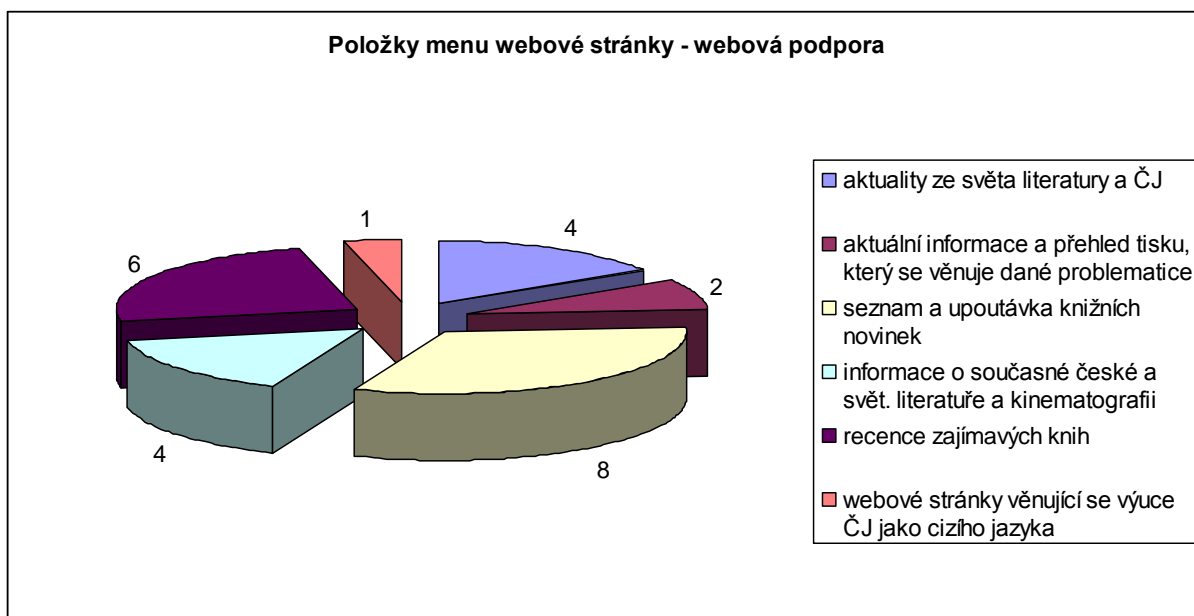 Položky menu webové stránky - webová podpora
1
4
6
2
4
8
aktuality ze světa literatury a ČJ
aktuální informace a přehled tisku,
který se věnuje dané problematice
seznam a upoutávka knižních
novinek
informace o současné české a
svět. literatuře a kinematografii
recence zajímavých knih
webové stránky věnující se výuce
ČJ jako cizího jazyka